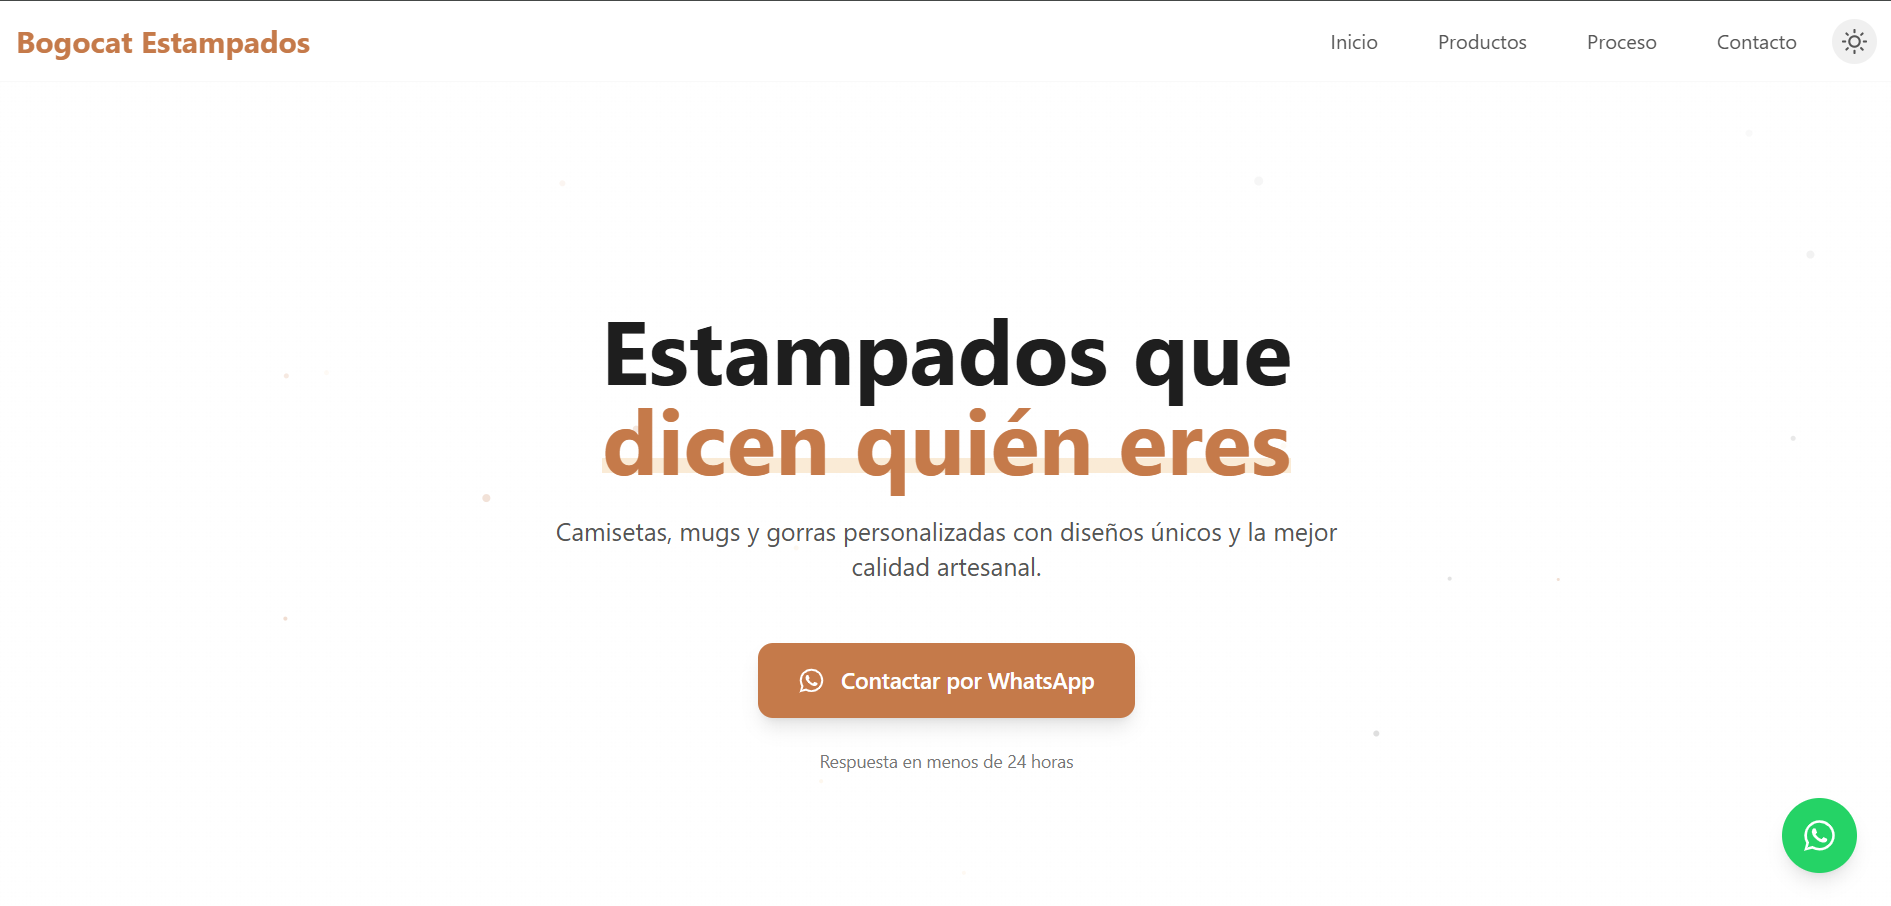 Bogocat Estampados
Inicio
Productos
Proceso
Contacto
Estampados que
dicen quién eres
Camisetas, mugs y gorras personalizadas con diseños únicos y la mejor
calidad artesanal.
Contactar por WhatsApp
Respuesta en menos de 24 horas